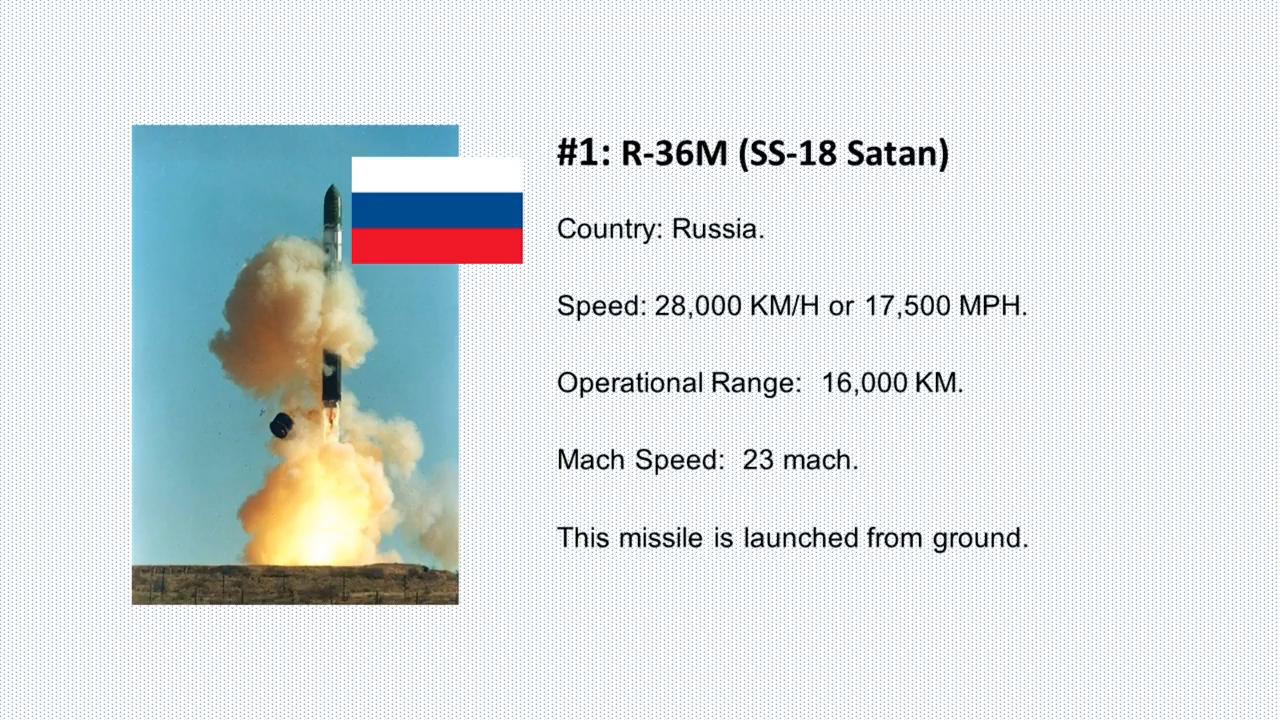 #1: R-36M (SS-18 Satan)
Country: Russia.
Speed: 28,000 KM/H or 17,500 MPH.
Operational Range: 16,000 KM.
Mach Speed: 23 mach.
This missile is launched from ground.